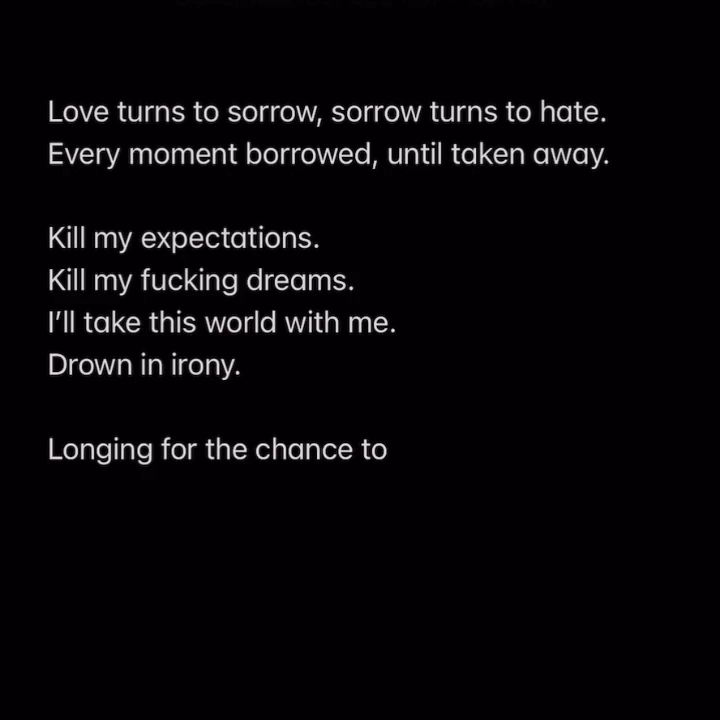 Love turns to sorrow, sorrow turns to hate.
Every moment borrowed, until taken away.
Kill my expectations.
Kill my fucking dreams.
I’ll take this world with me.
Drown in irony.
Longing for the chance to